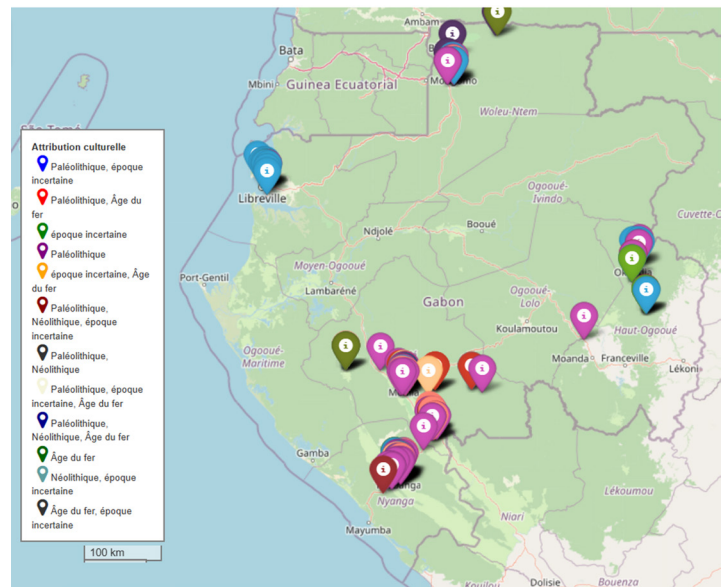 Ambam
Bata
Mbini
Guinea Ecuatorial
Woleu-Ntem
São Tomé
Attribution culturelle
Paléolithique, époque
incertaine
Paléolithique, Âge du
fer
époque incertaine
Paléolithique
époque incertaine, Âge
du fer
Paléolithique,
Néolithique, époque
incertaine
Paléolithique,
Néolithique
Paléolithique, époque
incertaine, Âge du fer
Paléolithique,
Néolithique, Âge du fer
Âge du fer
Néolithique, époque
incertaine
Âge du fer, époque
incertaine
100 km
Libreville
Ogooué-
Ivindo
Cuvette-O
Ndjolé
Booué
Moyen-Ogooué
Port-Gentil
Lambaréné
Gabon
Ogooué-
Lolo
Koulamoutou
Haut-Ogooué
Ogooué-
Maritime
Moanda
Franceville
Lékoni
Gamba
Nyanga
Mayumba
Niari
Lékoumou
Bouenza
Kouilou
Dolisie